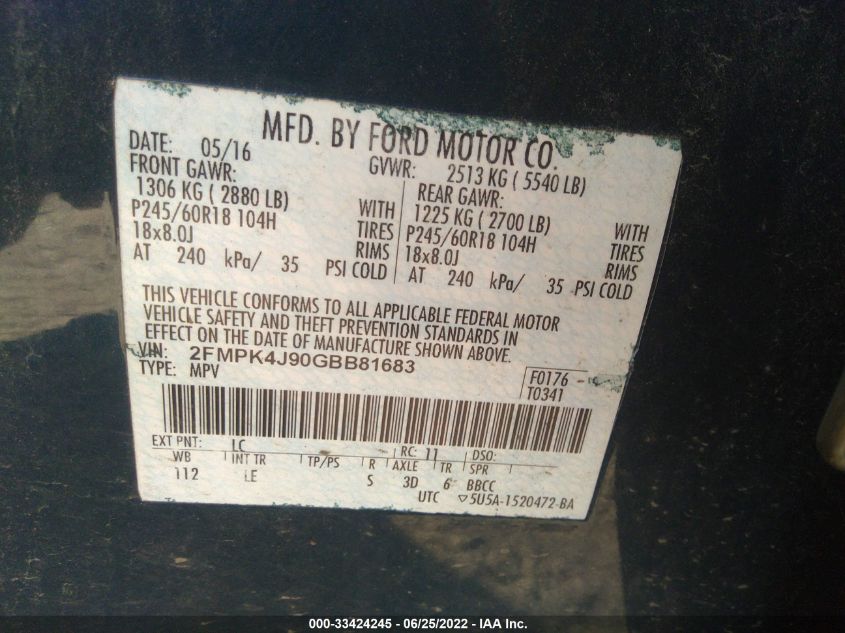 MFD. BY FORD MOTOR CO.
DATE: 05/16 GVWR: 2513 KG ( 5540 LB)
FRONT GAWR: REAR GAWR:
1306 KG ( 2880 LB) 1225 KG ( 2700 LB)
P245/60R18 104H WITH TIRES P245/60R18 104H WITH TIRES
18x8.0J RIMS 18x8.0J RIMS
AT 240 kPa/ 35 PSI COLD AT 240 kPa/ 35 PSI COLD
THIS VEHICLE CONFORMS TO ALL APPLICABLE FEDERAL MOTOR
VEHICLE SAFETY AND THEFT PREVENTION STANDARDS IN
EFFECT ON THE DATE OF MANUFACTURE SHOWN ABOVE.
VIN: 2FMPK4J90GBB81683
TYPE: MPV F0176
T0341
EXT PNT: LC RC: 11 DSO:
WB INT TR TP/PS R AXLE TR SPR
112 LE S 3D 6 BBCC
UTC ▽5U5A-1520472-BA
000-33424245 - 06/25/2022 - IAA Inc.